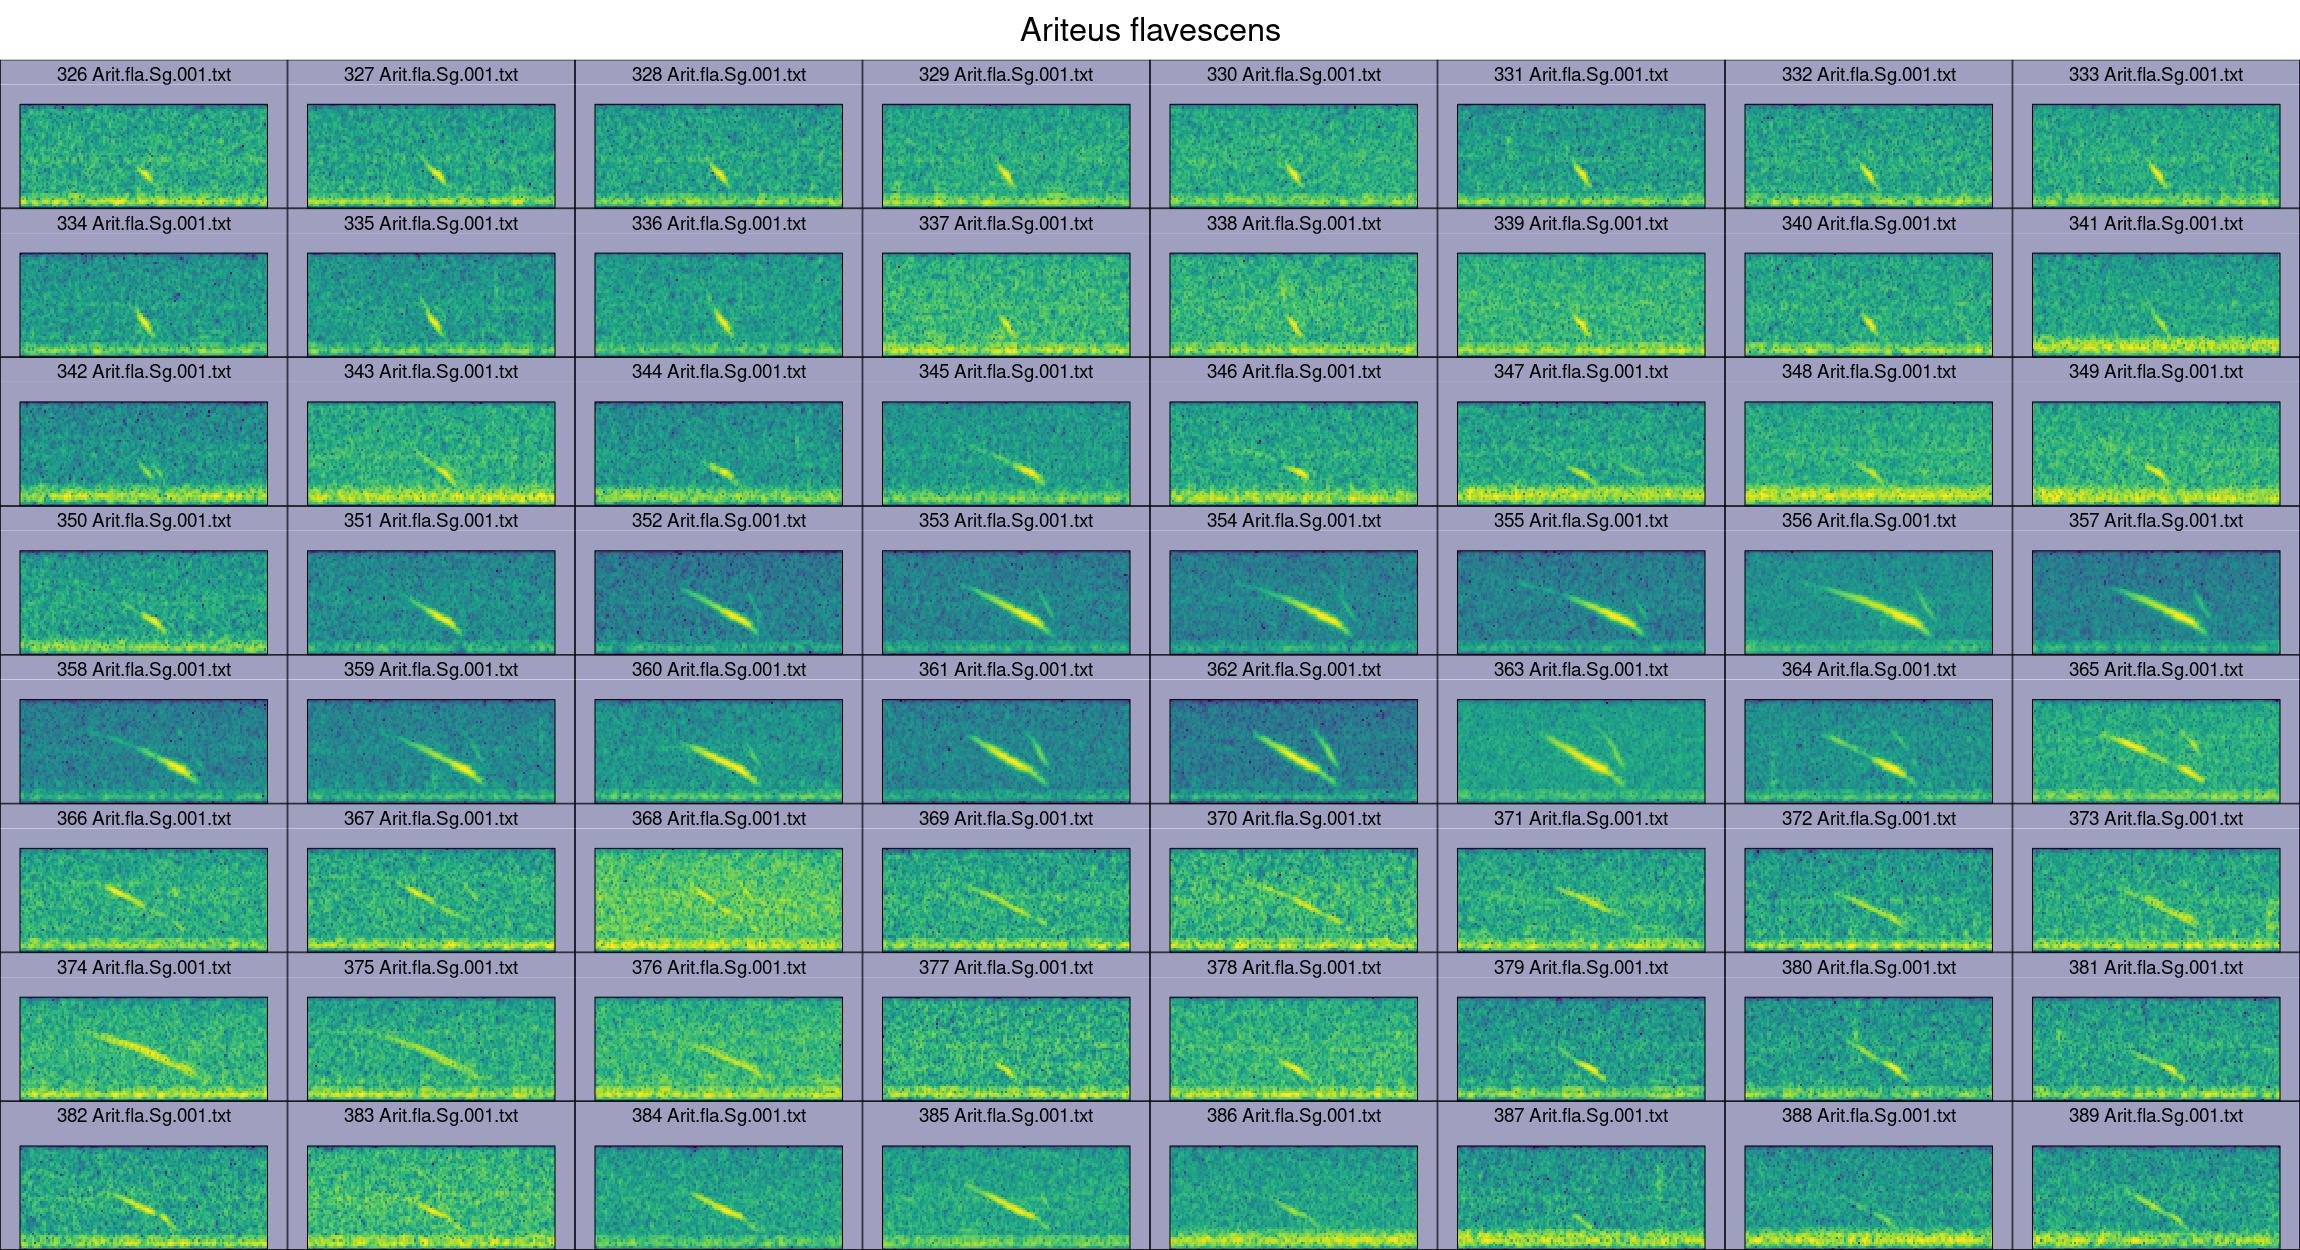 Ariteus flavescens
326 Arit.fla.Sg.001.txt 327 Arit.fla.Sg.001.txt 328 Arit.fla.Sg.001.txt 329 Arit.fla.Sg.001.txt 330 Arit.fla.Sg.001.txt 331 Arit.fla.Sg.001.txt 332 Arit.fla.Sg.001.txt 333 Arit.fla.Sg.001.txt
334 Arit.fla.Sg.001.txt 335 Arit.fla.Sg.001.txt 336 Arit.fla.Sg.001.txt 337 Arit.fla.Sg.001.txt 338 Arit.fla.Sg.001.txt 339 Arit.fla.Sg.001.txt 340 Arit.fla.Sg.001.txt 341 Arit.fla.Sg.001.txt
342 Arit.fla.Sg.001.txt 343 Arit.fla.Sg.001.txt 344 Arit.fla.Sg.001.txt 345 Arit.fla.Sg.001.txt 346 Arit.fla.Sg.001.txt 347 Arit.fla.Sg.001.txt 348 Arit.fla.Sg.001.txt 349 Arit.fla.Sg.001.txt
350 Arit.fla.Sg.001.txt 351 Arit.fla.Sg.001.txt 352 Arit.fla.Sg.001.txt 353 Arit.fla.Sg.001.txt 354 Arit.fla.Sg.001.txt 355 Arit.fla.Sg.001.txt 356 Arit.fla.Sg.001.txt 357 Arit.fla.Sg.001.txt
358 Arit.fla.Sg.001.txt 359 Arit.fla.Sg.001.txt 360 Arit.fla.Sg.001.txt 361 Arit.fla.Sg.001.txt 362 Arit.fla.Sg.001.txt 363 Arit.fla.Sg.001.txt 364 Arit.fla.Sg.001.txt 365 Arit.fla.Sg.001.txt
366 Arit.fla.Sg.001.txt 367 Arit.fla.Sg.001.txt 368 Arit.fla.Sg.001.txt 369 Arit.fla.Sg.001.txt 370 Arit.fla.Sg.001.txt 371 Arit.fla.Sg.001.txt 372 Arit.fla.Sg.001.txt 373 Arit.fla.Sg.001.txt
374 Arit.fla.Sg.001.txt 375 Arit.fla.Sg.001.txt 376 Arit.fla.Sg.001.txt 377 Arit.fla.Sg.001.txt 378 Arit.fla.Sg.001.txt 379 Arit.fla.Sg.001.txt 380 Arit.fla.Sg.001.txt 381 Arit.fla.Sg.001.txt
382 Arit.fla.Sg.001.txt 383 Arit.fla.Sg.001.txt 384 Arit.fla.Sg.001.txt 385 Arit.fla.Sg.001.txt 386 Arit.fla.Sg.001.txt 387 Arit.fla.Sg.001.txt 388 Arit.fla.Sg.001.txt 389 Arit.fla.Sg.001.txt